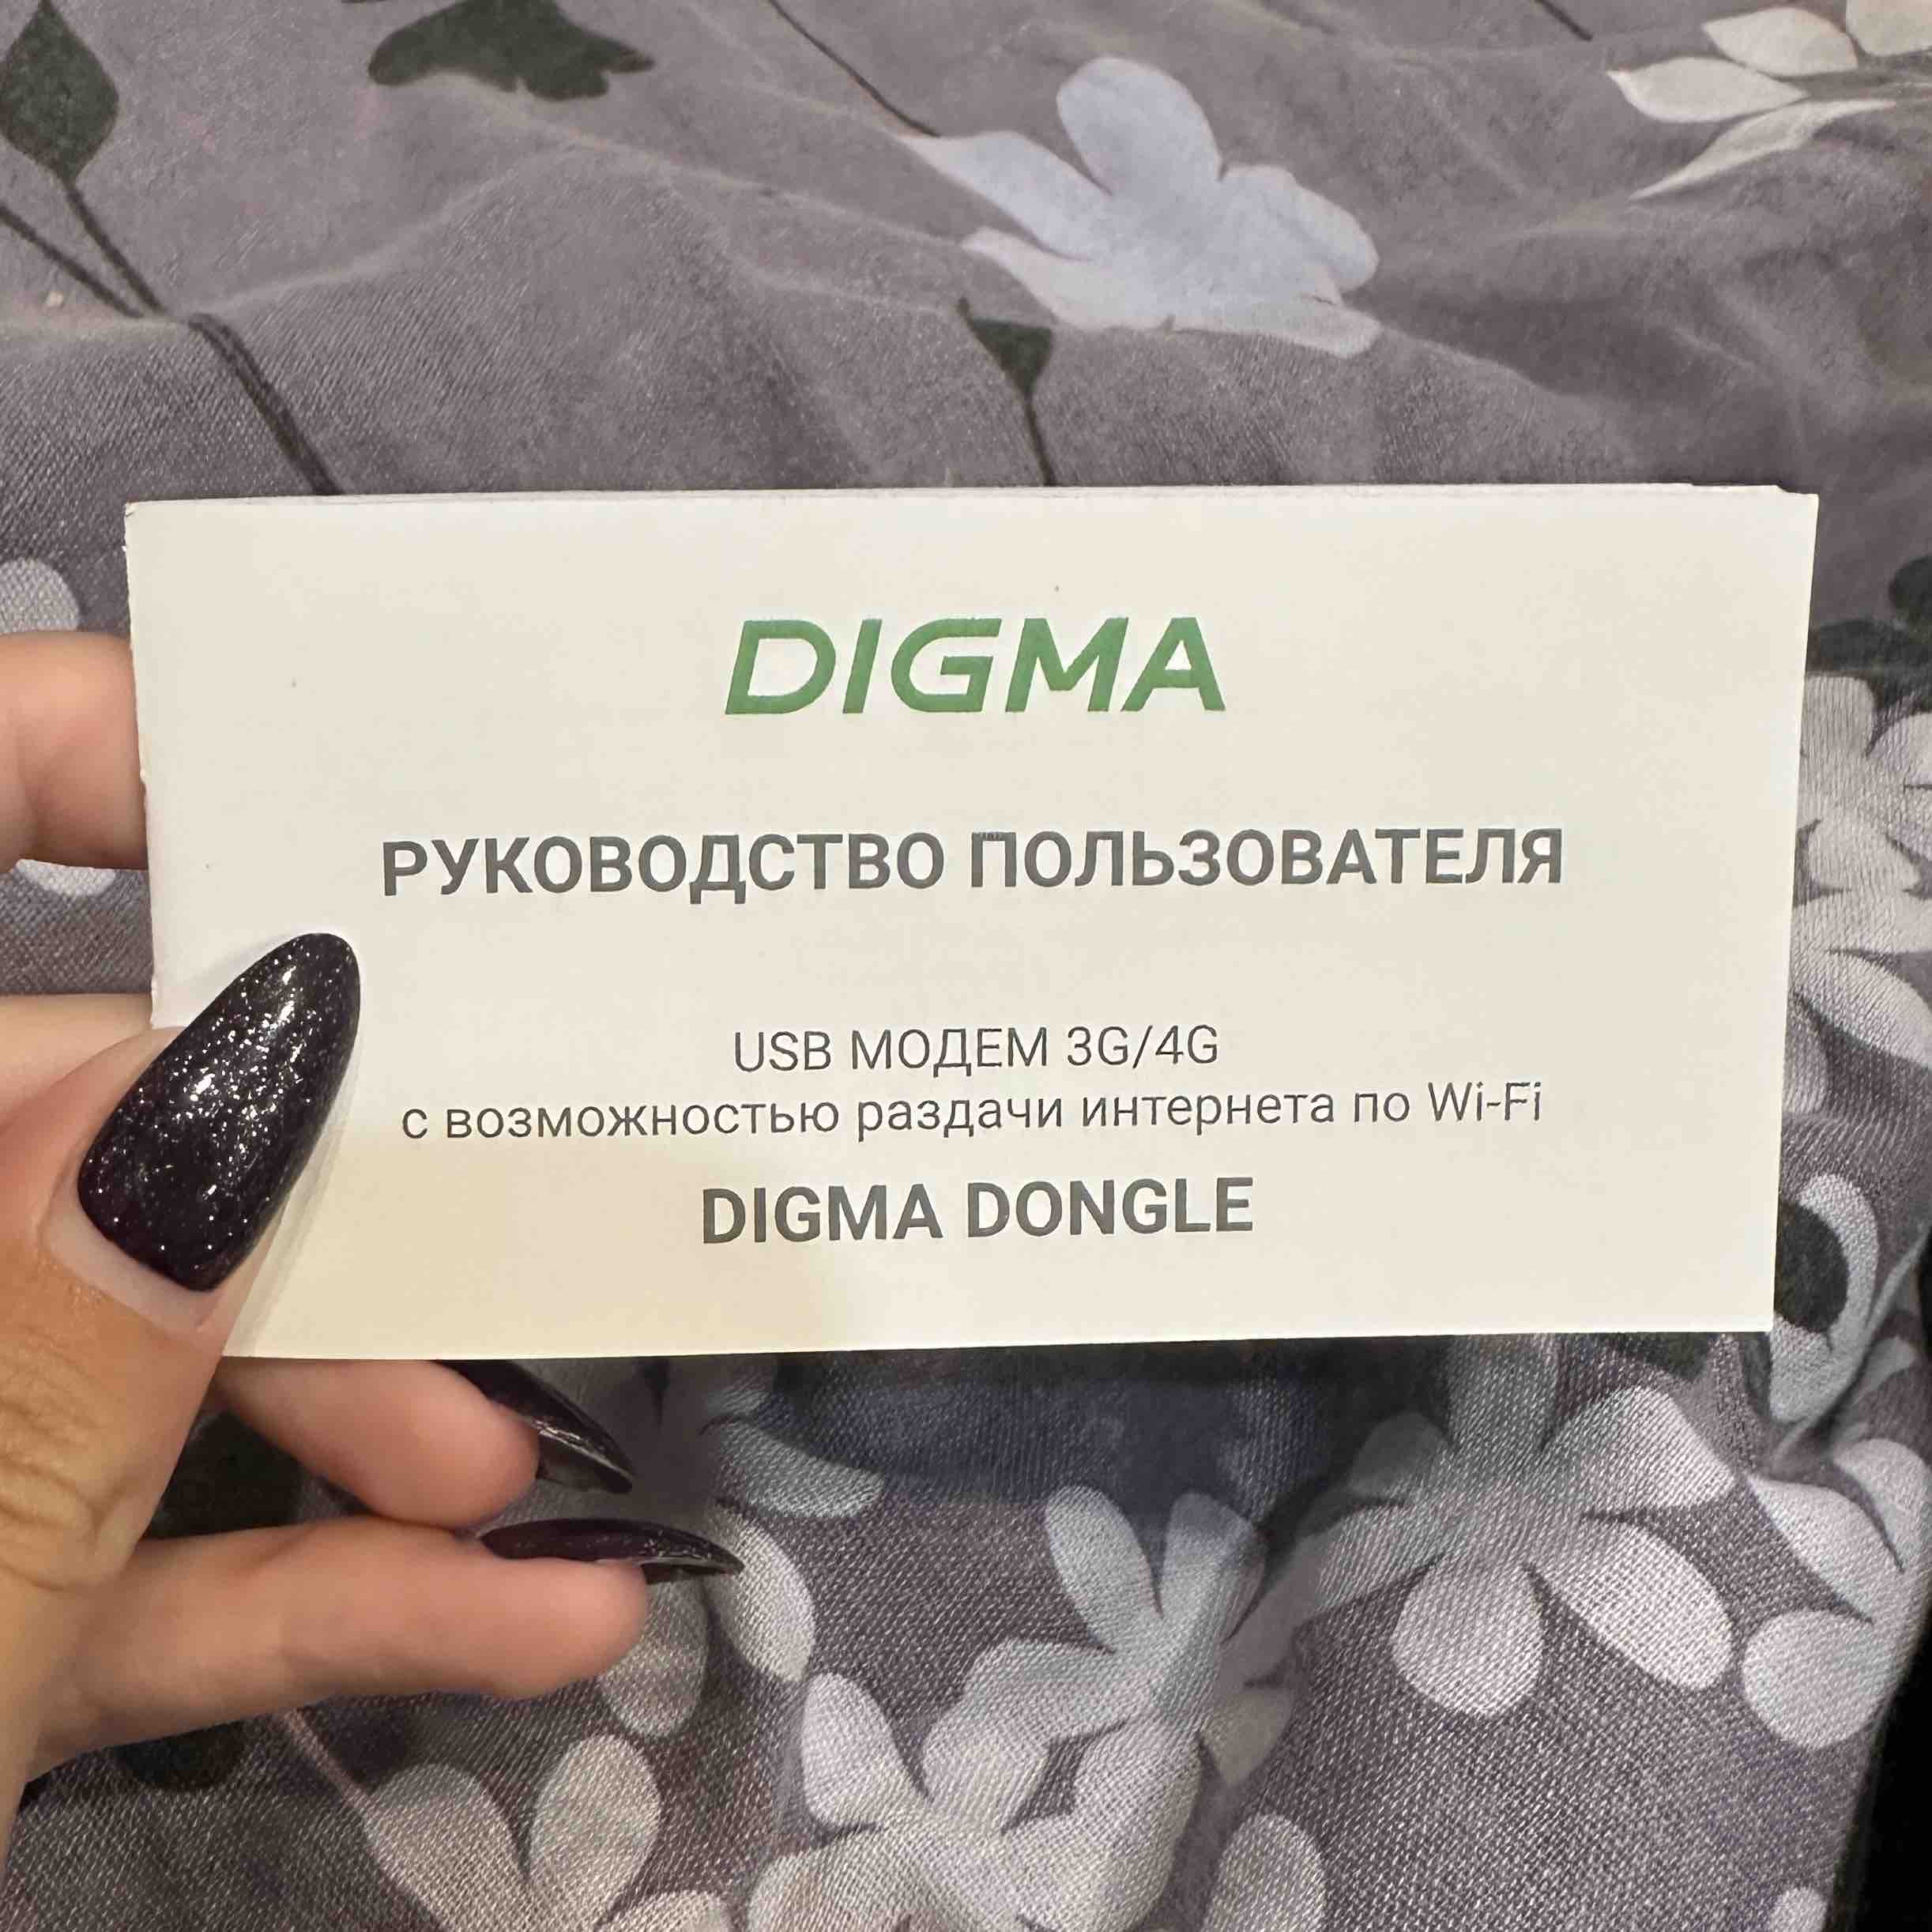 DIGMA
РУКОВОДСТВО ПОЛЬЗОВАТЕЛЯ
USB МОДЕМ 3G/4G
с возможностью раздачи интернета по Wi-Fi
DIGMA DONGLE